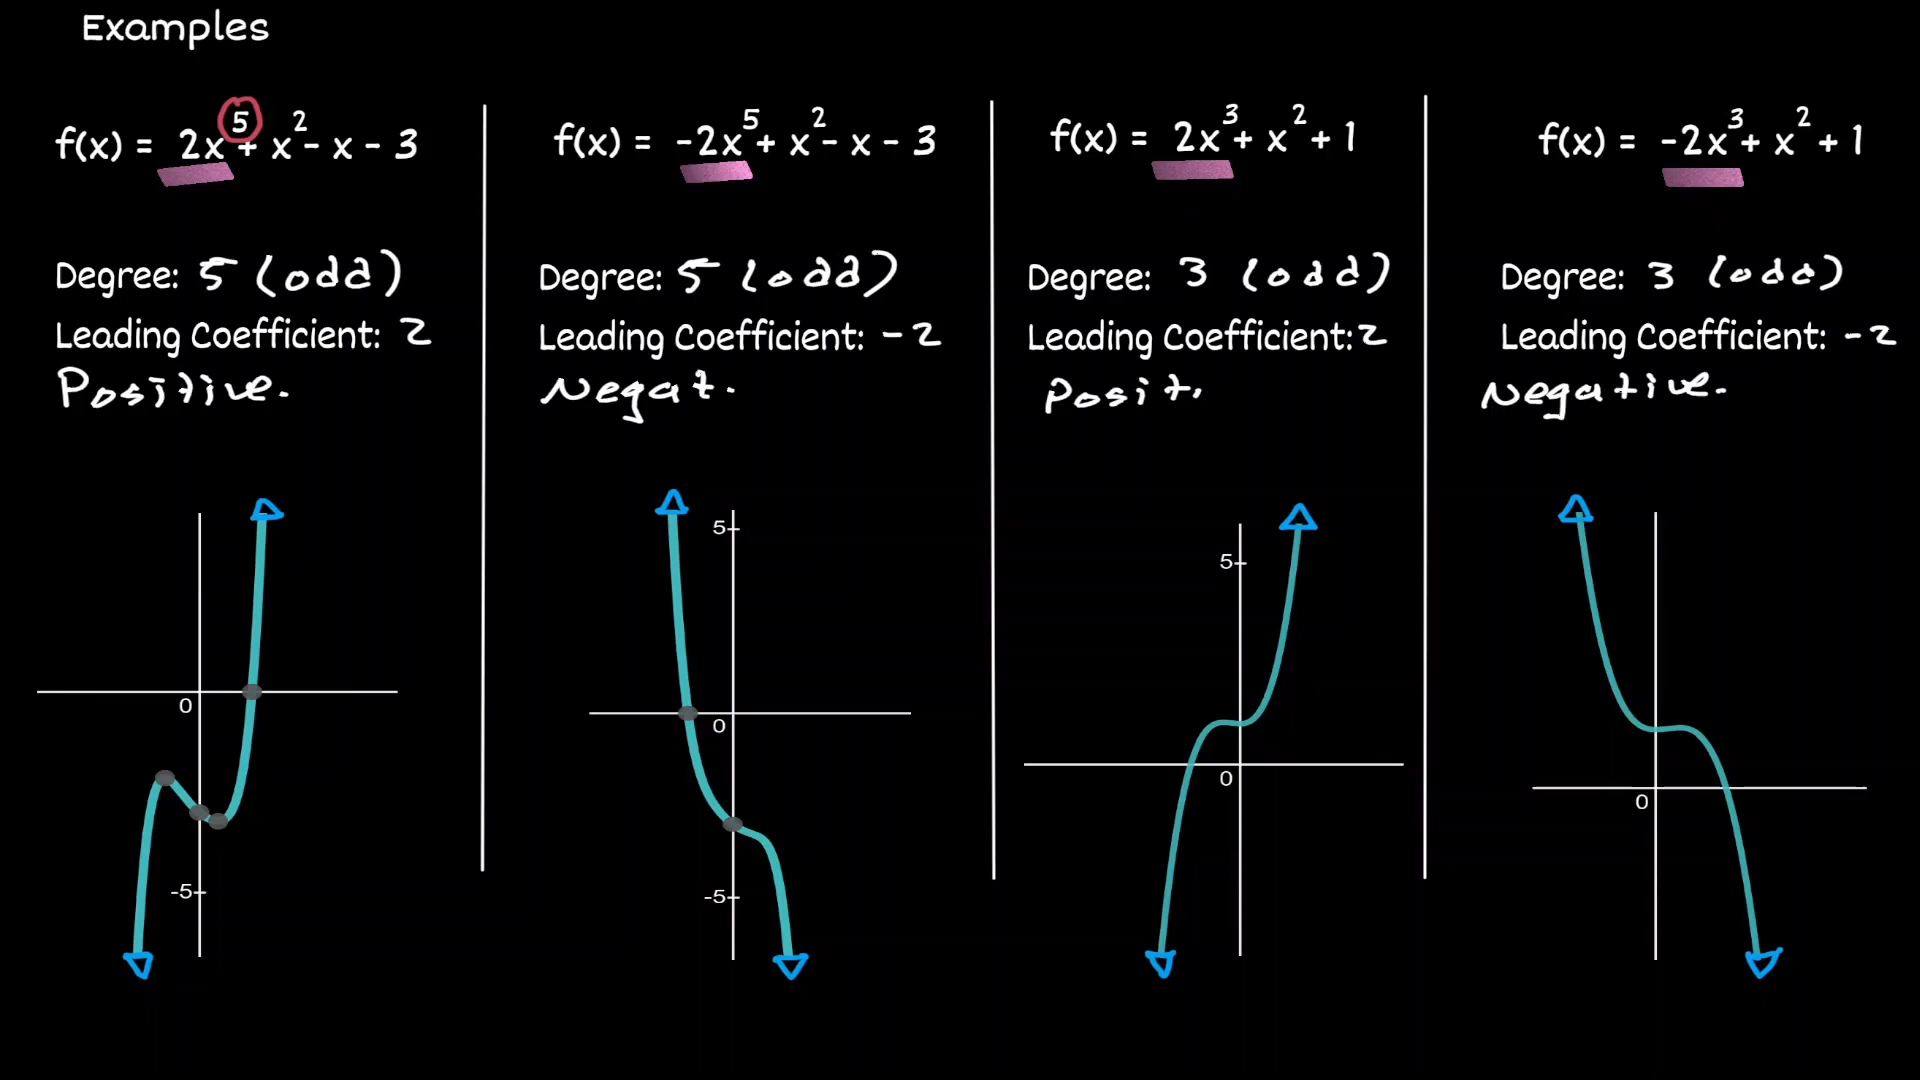 Examples
f(x) = 2x⁵ + x² - x - 3
Degree: 5 (odd)
Leading Coefficient: 2
Positive.
0
-5
f(x) = -2x⁵ + x² - x - 3
Degree: 5 (odd)
Leading Coefficient: -2
Negat.
5
0
-5
f(x) = 2x³ + x² + 1
Degree: 3 (odd)
Leading Coefficient: 2
Posit.
5
0
f(x) = -2x³ + x² + 1
Degree: 3 (odd)
Leading Coefficient: -2
Negative.
0